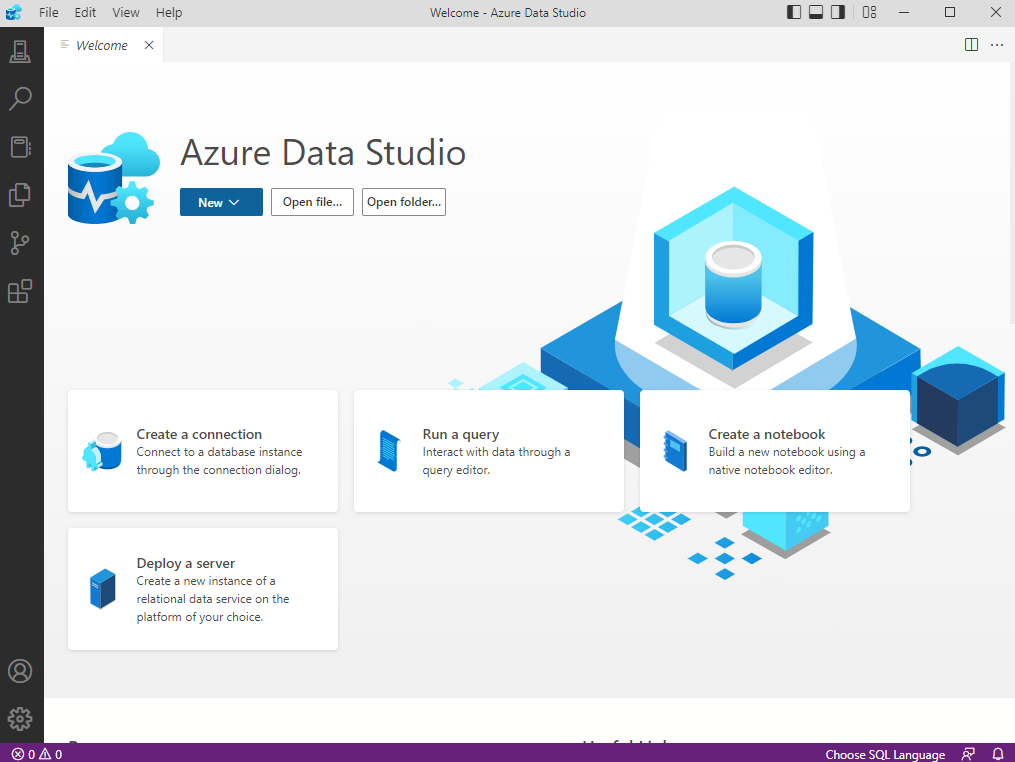 File Edit View Help
Welcome - Azure Data Studio
Welcome
Azure Data Studio
New
Open file...
Open folder...
Create a connection
Connect to a database instance
through the connection dialog.
Run a query
Interact with data through a
query editor.
Create a notebook
Build a new notebook using a
native notebook editor.
Deploy a server
Create a new instance of a
relational data service on the
platform of your choice.
0 0
Choose SQL Language